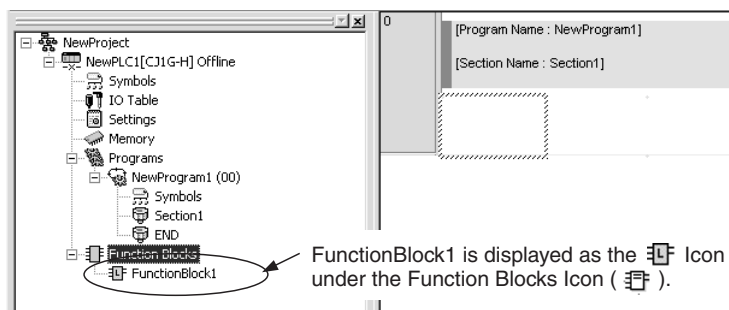 NewProject
NewPLC1[CJ1G-H] Offline
Symbols
IO Table
Settings
Memory
Programs
NewProgram1 (00)
Symbols
Section1
END
Function Blocks
L FunctionBlock1
0
[Program Name : NewProgram1]
[Section Name : Section1]
FunctionBlock1 is displayed as the L Icon
under the Function Blocks Icon ( ).